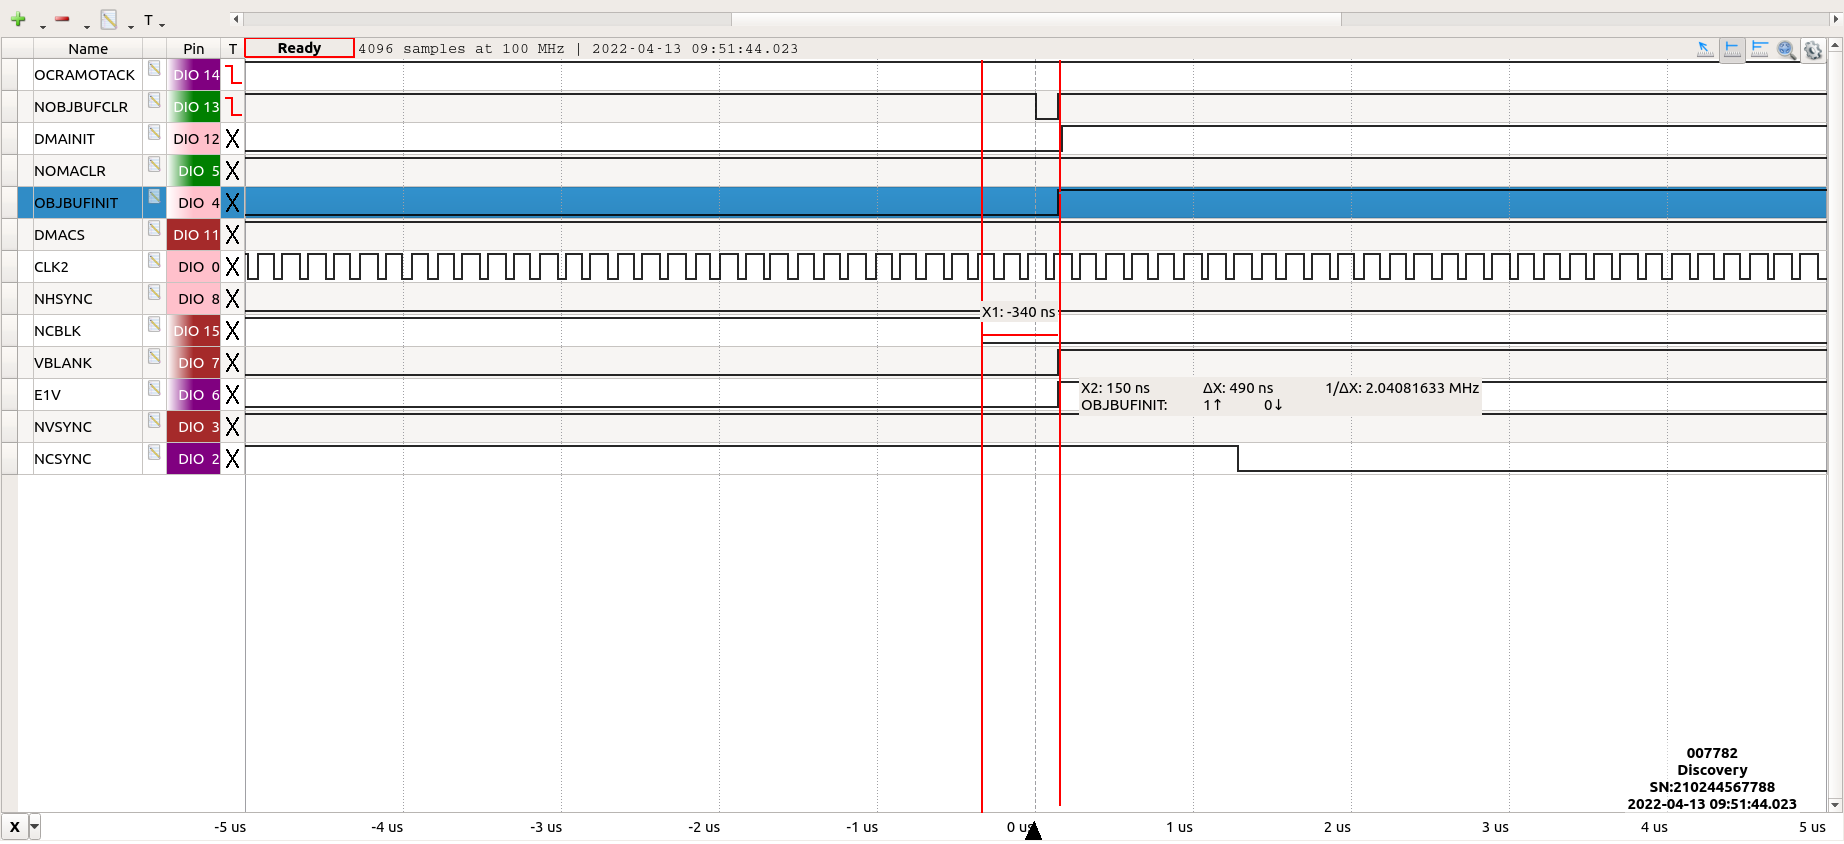 T
Name Pin T Ready 4096 samples at 100 MHz | 2022-04-13 09:51:44.023
OCRAMOTACK DIO 14
NOBJBUFCLR DIO 13
DMAINIT DIO 12 X
NOMACLR DIO 5 X
OBJBUFINIT DIO 4 X
DMACS DIO 11 X
CLK2 DIO 0 X
NHSYNC DIO 8 X
X1: -340 ns
NCBLK DIO 15 X
VBLANK DIO 7 X
E1V DIO 6 X
X2: 150 ns ΔX: 490 ns 1/ΔX: 2.04081633 MHz
OBJBUFINIT: 1↑ 0↓
NVSYNC DIO 3 X
NCSYNC DIO 2 X
007782
Discovery
SN:210244567788
2022-04-13 09:51:44.023
X -5 us -4 us -3 us -2 us -1 us 0 us 1 us 2 us 3 us 4 us 5 us